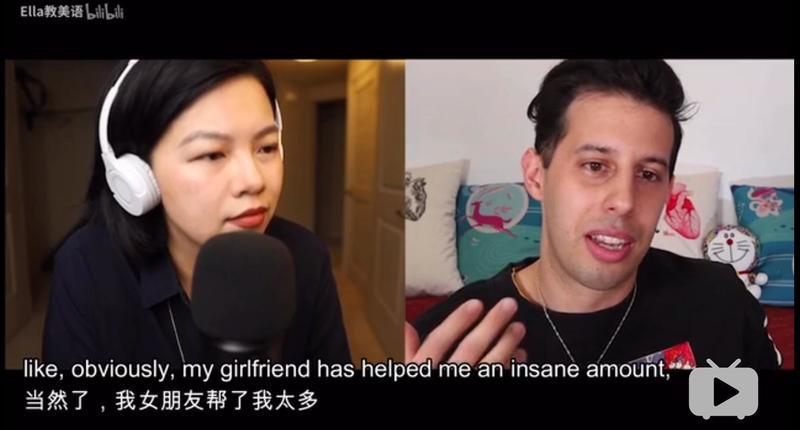 Ella教美语 bilibili
like, obviously, my girlfriend has helped me an insane amount,
当然了，我女朋友帮了我太多